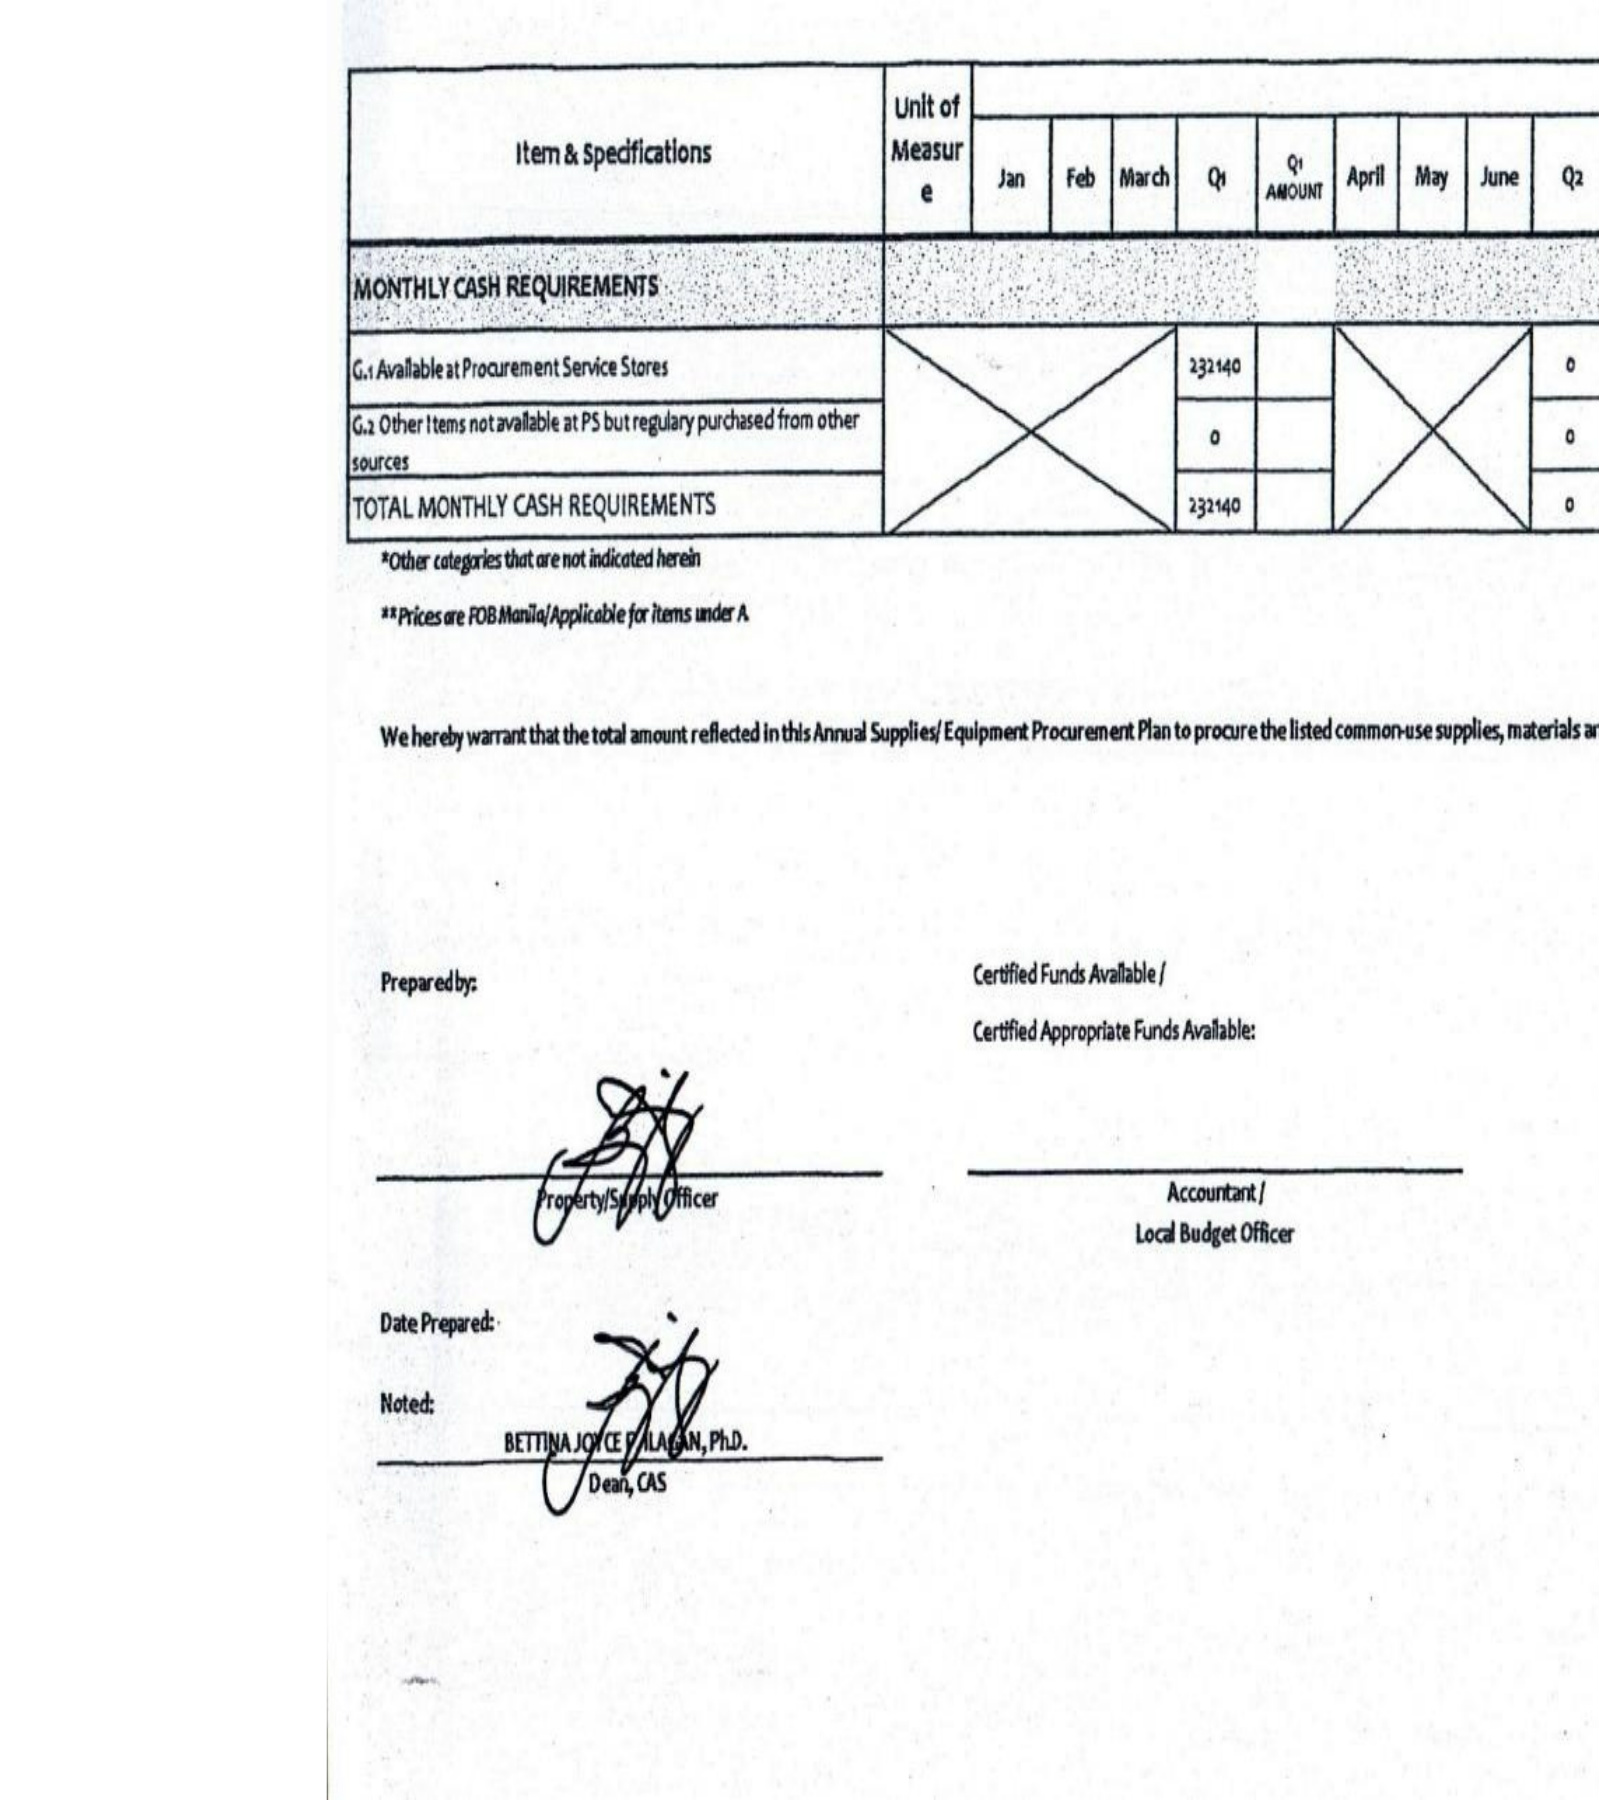 Item & Specifications
Unit of
Measur
e
Jan Feb March Q1 Q1 AMOUNT April May June Q2
MONTHLY CASH REQUIREMENTS
G.1 Available at Procurement Service Stores 232140 0
G.2 Other Items not available at PS but regulary purchased from other
sources 0 0
TOTAL MONTHLY CASH REQUIREMENTS 232140 0
*Other categories that are not indicated herein
**Prices are FOB Manila/Applicable for items under A.
We hereby warrant that the total amount reflected in this Annual Supplies/ Equipment Procurement Plan to procure the listed common-use supplies, materials
Prepared by:
Certified Funds Available /
Certified Appropriate Funds Available:
Property/Supply Officer
Accountant /
Local Budget Officer
Date Prepared:
Noted:
BETTINA JOYCE Ph.D.
Dean, CAS